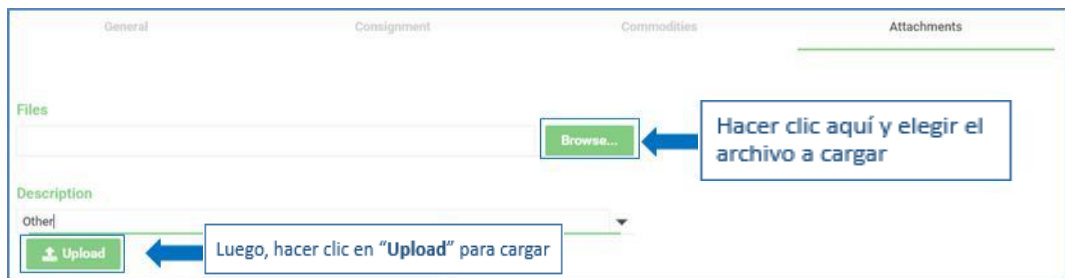 General Consignment Commodities Attachments
Files
Browse...
Hacer clic aquí y elegir el
archivo a cargar
Description
Other
Upload
Luego, hacer clic en “Upload” para cargar